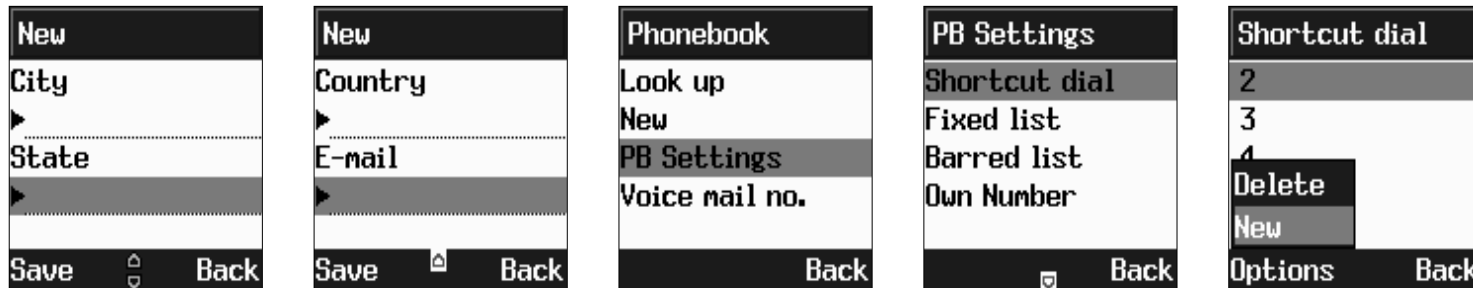 New
City
State
Save Back
New
Country
E-mail
Save Back
Phonebook
Look up
New
PB Settings
Voice mail no.
Back
PB Settings
Shortcut dial
Fixed list
Barred list
Own Number
Back
Shortcut dial
2
3
4
Delete
New
Options Back